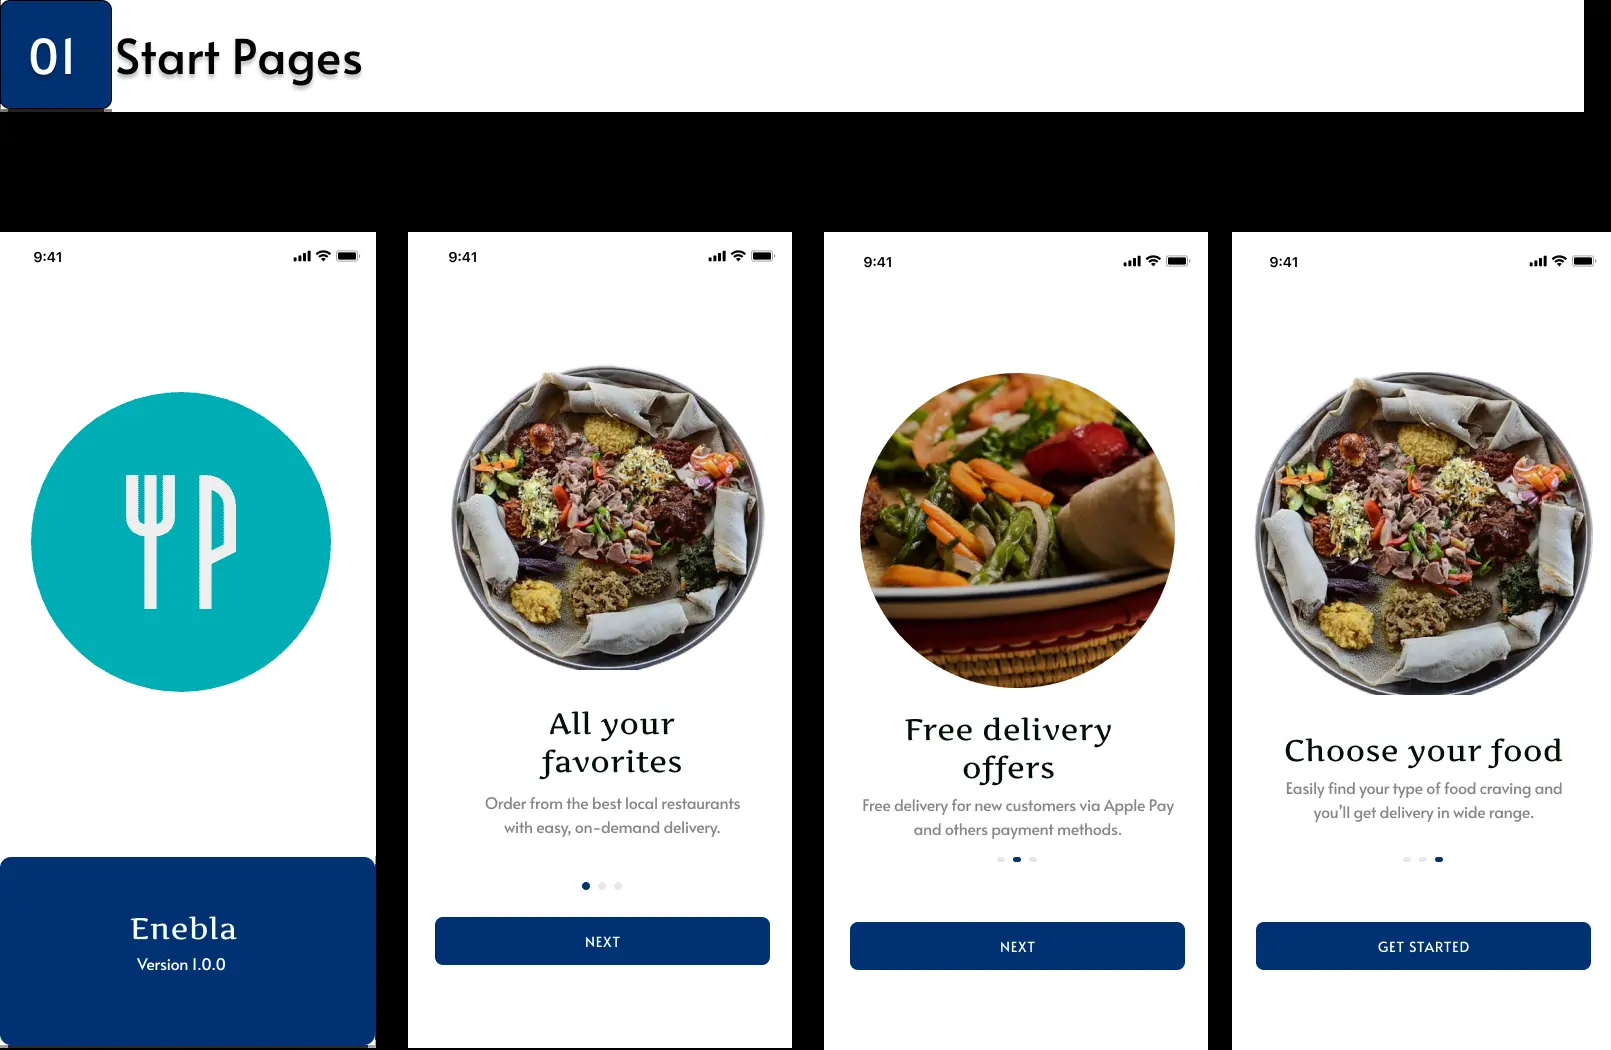 01 Start Pages
9:41
Enebla
Version 1.0.0
9:41
All your
favorites
Order from the best local restaurants
with easy, on-demand delivery.
NEXT
9:41
Free delivery
offers
Free delivery for new customers via Apple Pay
and others payment methods.
NEXT
9:41
Choose your food
Easily find your type of food craving and
you’ll get delivery in wide range.
GET STARTED